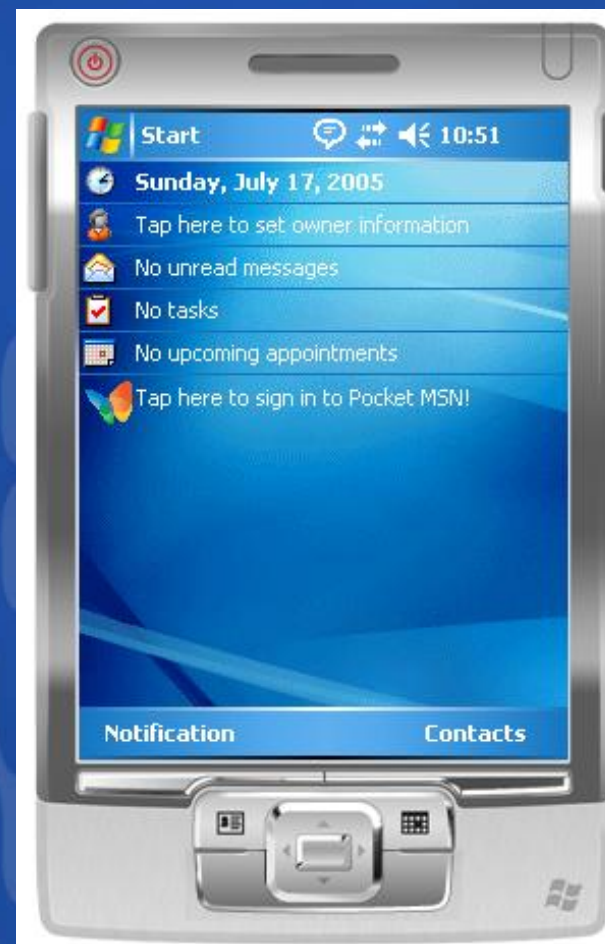 Start 10:51
Sunday, July 17, 2005
Tap here to set owner information
No unread messages
No tasks
No upcoming appointments
Tap here to sign in to Pocket MSN!
Notification Contacts